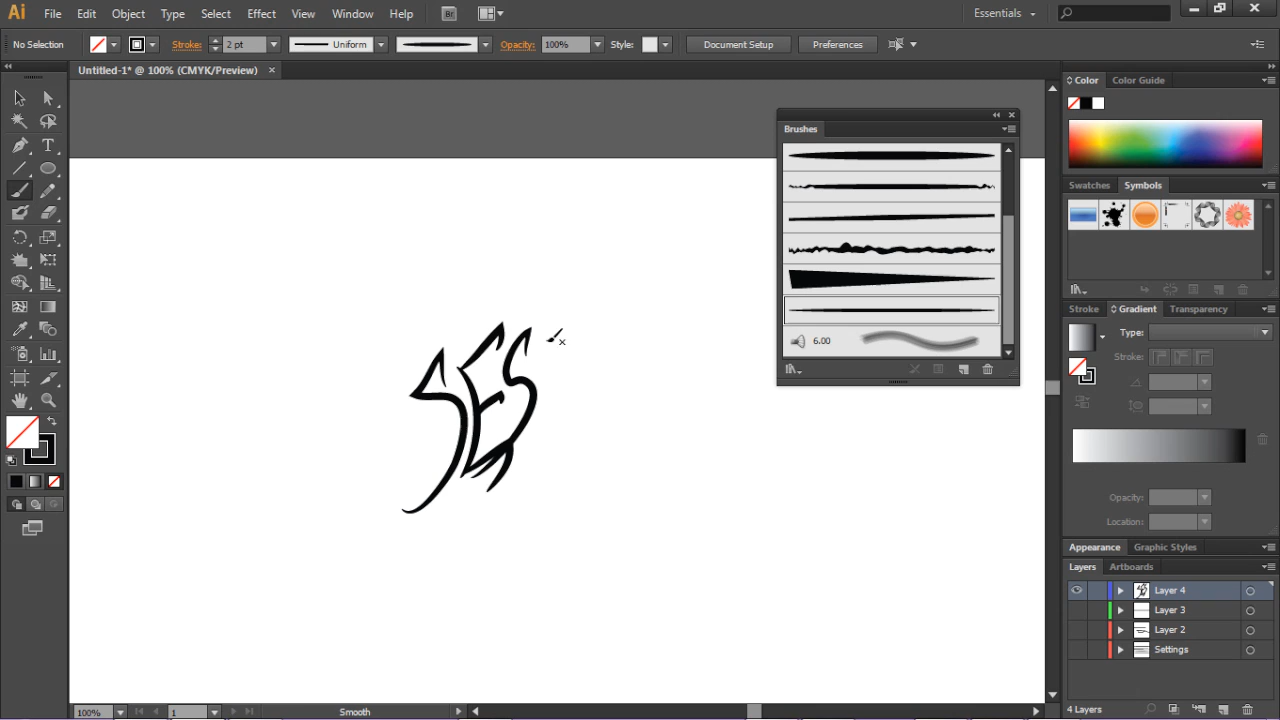 Ai File Edit Object Type Select Effect View Window Help Br Essentials
No Selection Stroke: 2 pt Uniform Opacity: 100% Style: Document Setup Preferences
Untitled-1* @ 100% (CMYK/Preview)
Color Color Guide
Brushes
T
Swatches Symbols
Stroke Gradient Transparency
Type:
6.00
Stroke:
SES
Opacity:
Location:
Appearance Graphic Styles
Layers Artboards
Layer 4
Layer 3
Layer 2
Settings
100% 1 Smooth 4 Layers